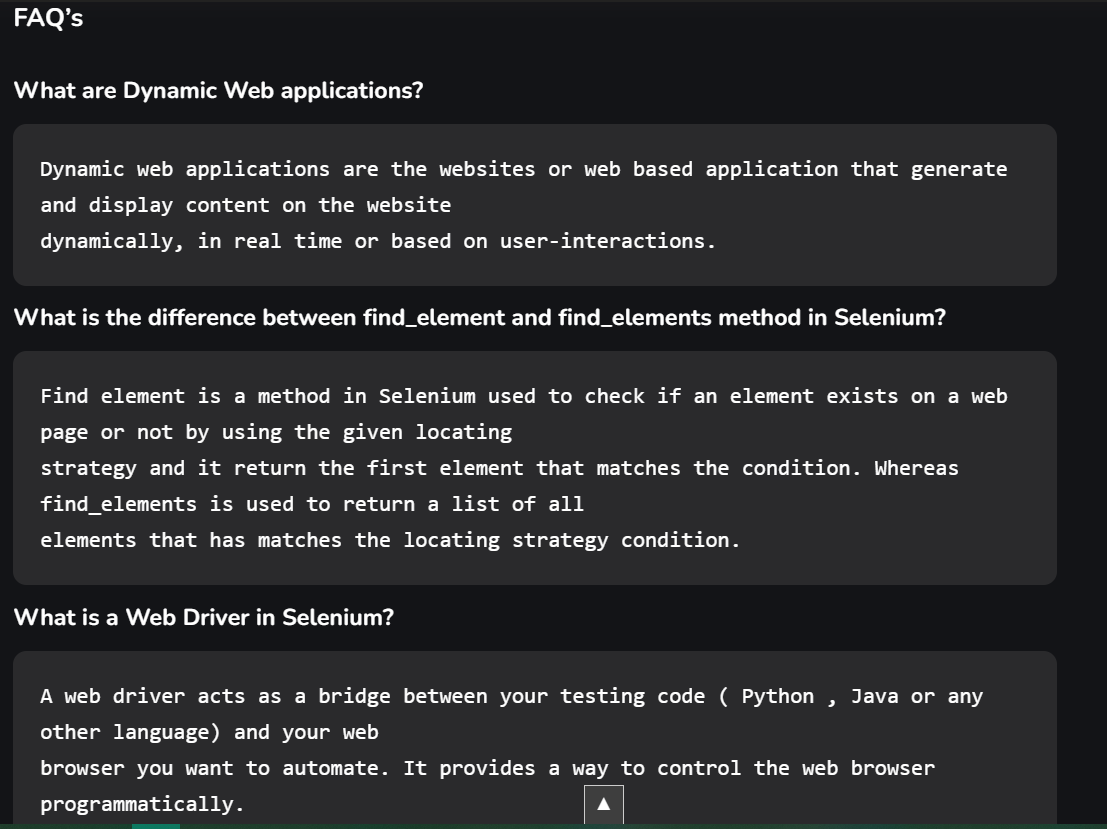 FAQ’s
What are Dynamic Web applications?
Dynamic web applications are the websites or web based application that generate
and display content on the website
dynamically, in real time or based on user-interactions.
What is the difference between find_element and find_elements method in Selenium?
Find element is a method in Selenium used to check if an element exists on a web
page or not by using the given locating
strategy and it return the first element that matches the condition. Whereas
find_elements is used to return a list of all
elements that has matches the locating strategy condition.
What is a Web Driver in Selenium?
A web driver acts as a bridge between your testing code ( Python , Java or any
other language) and your web
browser you want to automate. It provides a way to control the web browser
programmatically.